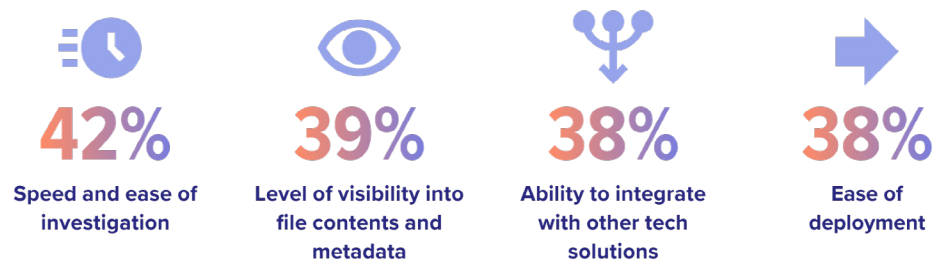 42%
Speed and ease of
investigation
39%
Level of visibility into
file contents and
metadata
38%
Ability to integrate
with other tech
solutions
38%
Ease of
deployment